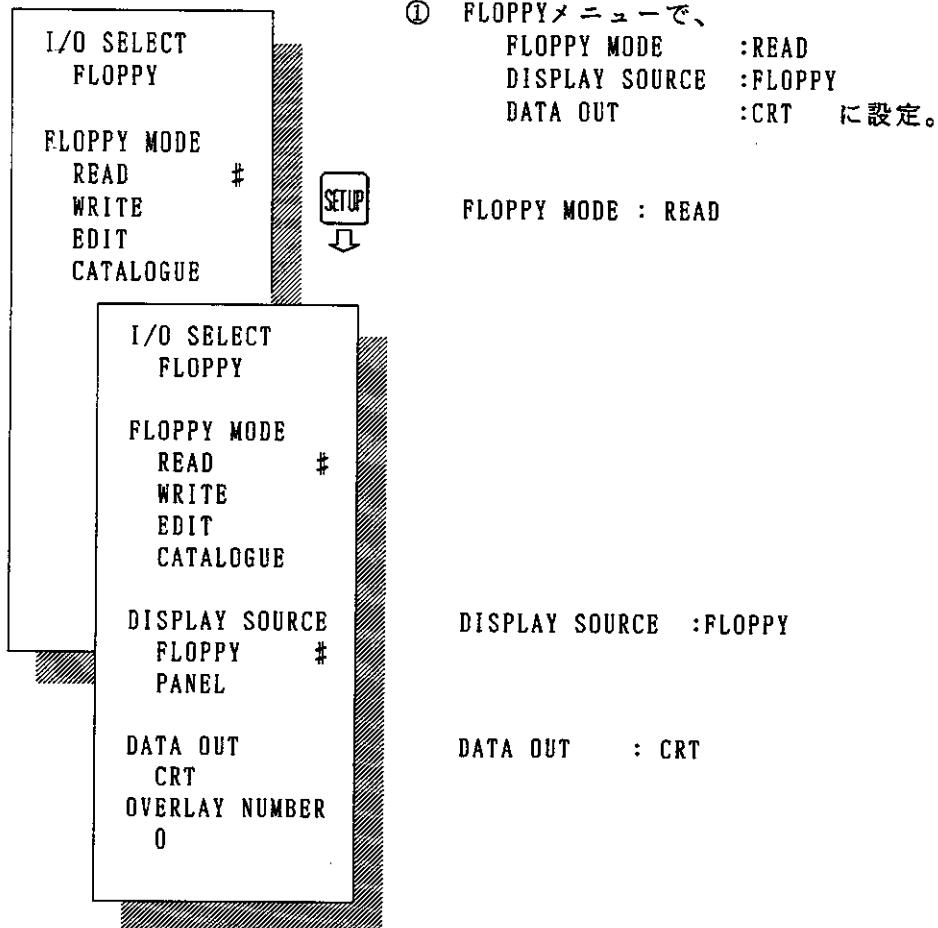 ① FLOPPYメニューで、
FLOPPY MODE :READ
DISPLAY SOURCE :FLOPPY
DATA OUT :CRT に設定。
I/O SELECT
FLOPPY
FLOPPY MODE
READ #
WRITE
EDIT
CATALOGUE
SETUP
FLOPPY MODE : READ
I/O SELECT
FLOPPY
FLOPPY MODE
READ #
WRITE
EDIT
CATALOGUE
DISPLAY SOURCE
FLOPPY #
PANEL
DISPLAY SOURCE :FLOPPY
DATA OUT
CRT
OVERLAY NUMBER
0
DATA OUT : CRT